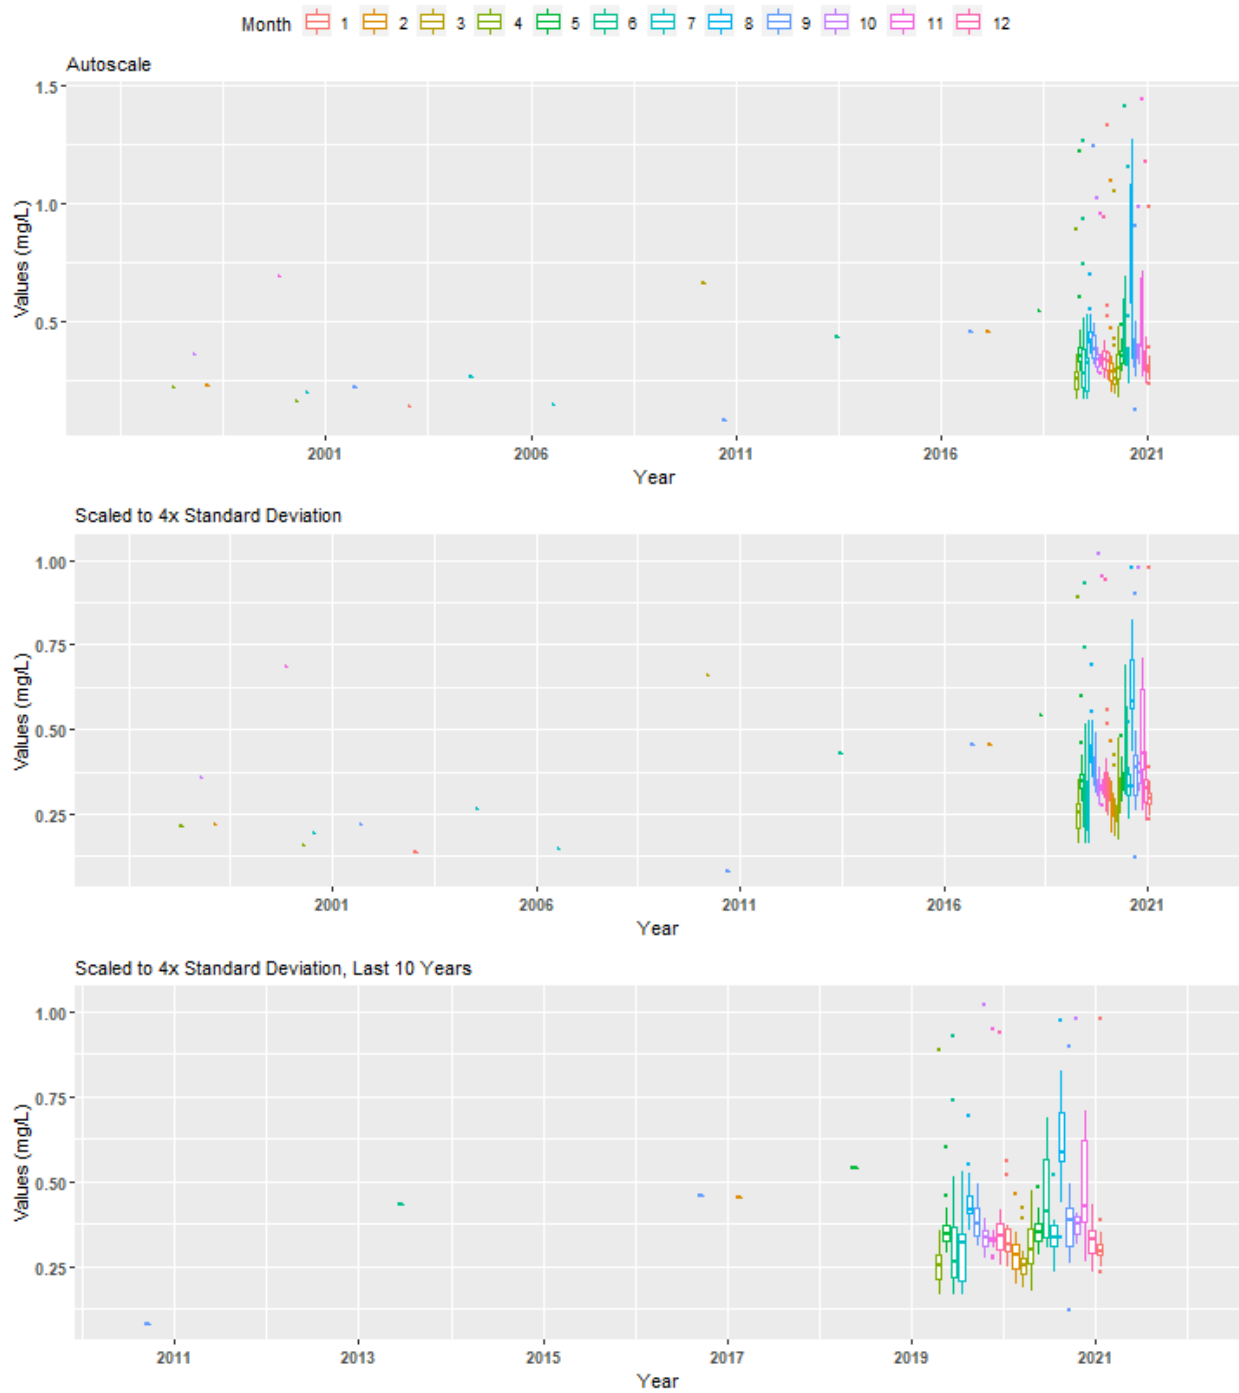 Month 1 2 3 4 5 6 7 8 9 10 11 12
Autoscale
1.5
1.0
0.5
Values (mg/L)
2001 2006 2011 2016 2021
Year
Scaled to 4x Standard Deviation
1.00
0.75
0.50
0.25
Values (mg/L)
2001 2006 2011 2016 2021
Year
Scaled to 4x Standard Deviation, Last 10 Years
1.00
0.75
0.50
0.25
Values (mg/L)
2011 2013 2015 2017 2019 2021
Year